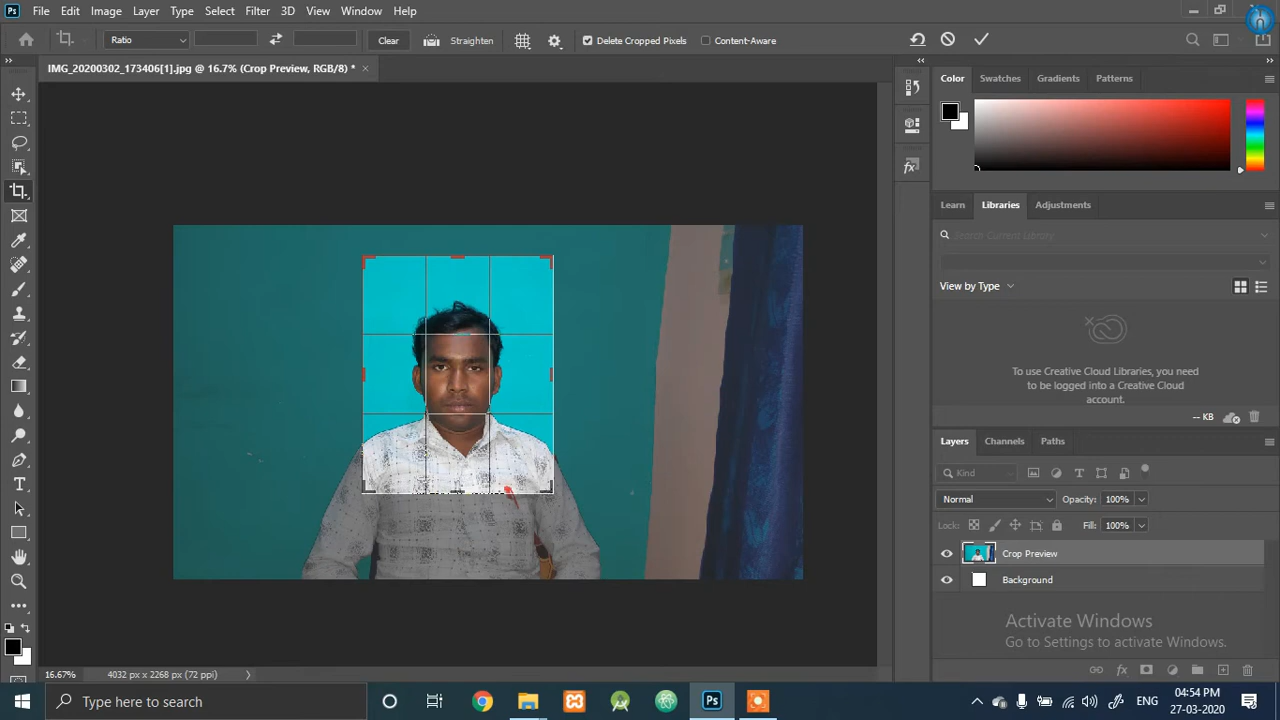 Ps File Edit Image Layer Type Select Filter 3D View Window Help
Ratio Clear Straighten Delete Cropped Pixels Content-Aware
IMG_20200302_173406[1].jpg @ 16.7% (Crop Preview, RGB/8) *
Color Swatches Gradients Patterns
Learn Libraries Adjustments
Search Current Library
View by Type
To use Creative Cloud Libraries, you
need to be logged into a Creative Cloud
account.
-- KB
Layers Channels Paths
Kind
Normal Opacity: 100%
Lock: Fill: 100%
Crop Preview
Background
Activate Windows
Go to Settings to activate Windows.
16.67% 4032 px x 2268 px (72 ppi)
Type here to search
Ps
ENG
04:54 PM
27-03-2020